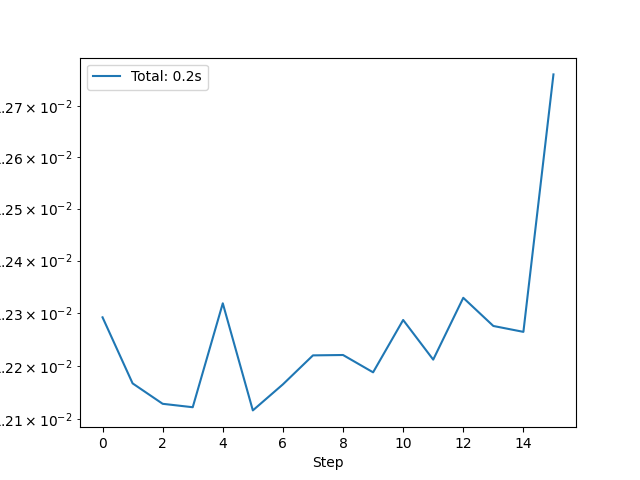 Total: 0.2s
.27 × 10⁻²
.26 × 10⁻²
.25 × 10⁻²
.24 × 10⁻²
.23 × 10⁻²
.22 × 10⁻²
.21 × 10⁻²
0 2 4 6 8 10 12 14
Step